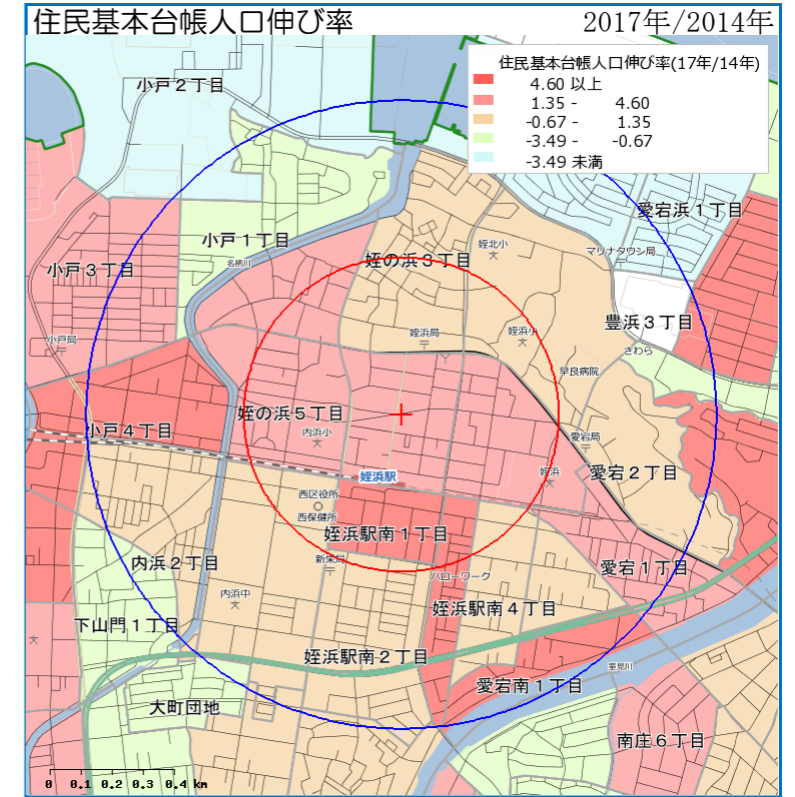 住民基本台帳人口伸び率 2017年/2014年
住民基本台帳人口伸び率(17年/14年)
4.60 以上
1.35 - 4.60
-0.67 - 1.35
-3.49 - -0.67
-3.49 未満
小戸２丁目
愛宕浜１丁目
小戸１丁目
姪北小
文
マリナタウン局
姪の浜３丁目
名柄川
小戸３丁目
豊浜３丁目
小戸局
〒
姪浜局
〒
姪浜小
文
さわら
早良病院
姪の浜５丁目
小戸４丁目
内浜小
文
愛宕局
〒
姪浜駅
姪浜
文
愛宕２丁目
西区役所
西保健所
姪浜駅南１丁目
新栄局
〒
内浜２丁目
ハローワーク
愛宕１丁目
内浜中
文
姪浜駅南４丁目
下山門１丁目
文
姪浜駅南２丁目
室見川
愛宕南１丁目
大町団地
南庄６丁目
0 0.1 0.2 0.3 0.4 km